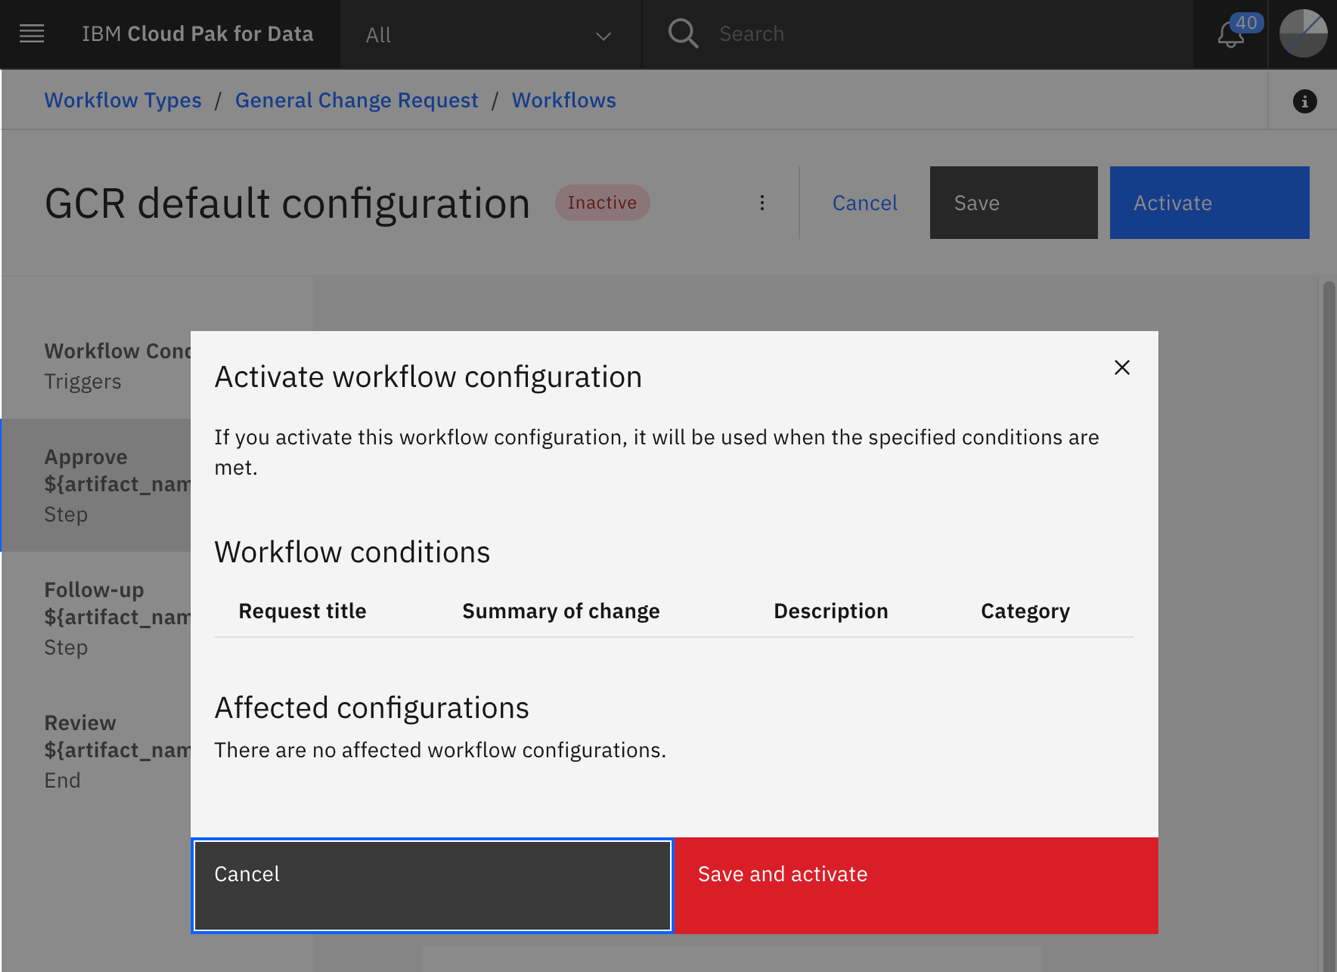 IBM Cloud Pak for Data
All
Search
40
Workflow Types / General Change Request / Workflows
GCR default configuration
Inactive
Cancel
Save
Activate
Workflow Cond
Triggers
Approve
${artifact_nam
Step
Follow-up
${artifact_nam
Step
Review
${artifact_nam
End
Activate workflow configuration
If you activate this workflow configuration, it will be used when the specified conditions are
met.
Workflow conditions
Request title Summary of change Description Category
Affected configurations
There are no affected workflow configurations.
Cancel
Save and activate